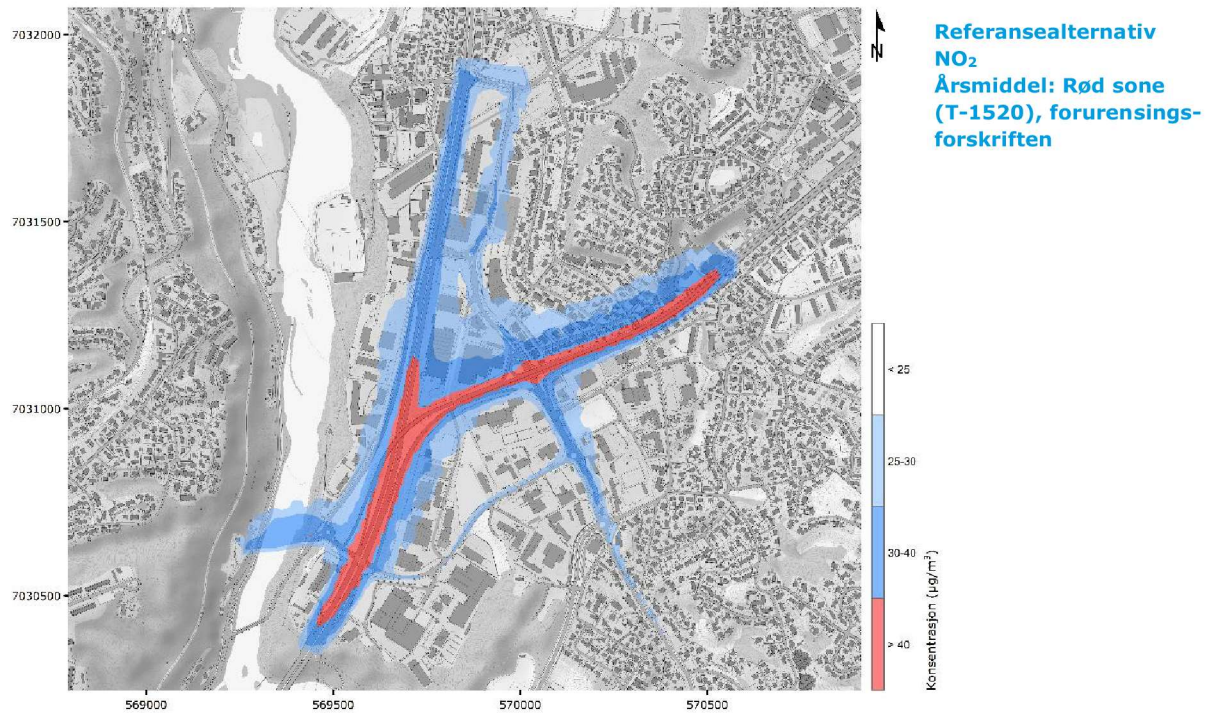 Referansealternativ
NO₂
Årsmiddel: Rød sone
(T-1520), forurensings-
forskriften
N
7032000
7031500
7031000
7030500
569000
569500
570000
570500
< 25
25-30
30-40
> 40
Konsentrasjon (µg/m³)